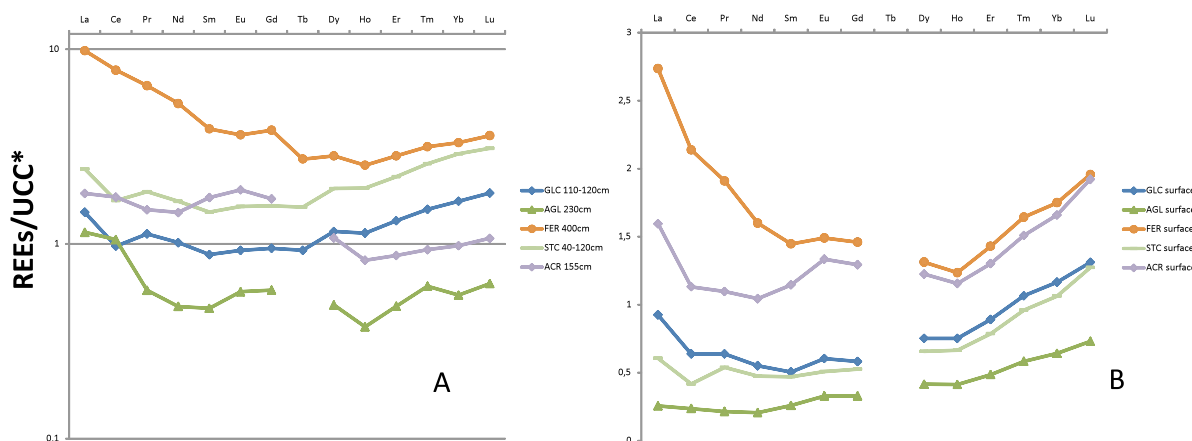 La Ce Pr Nd Sm Eu Gd Tb Dy Ho Er Tm Yb Lu
10
1
0.1
REEs/UCC*
GLC 110-120cm
AGL 230cm
FER 400cm
STC 40-120cm
ACR 155cm
A
La Ce Pr Nd Sm Eu Gd Tb Dy Ho Er Tm Yb Lu
3
2,5
2
1,5
1
0,5
0
GLC surface
AGL surface
FER surface
STC surface
ACR surface
B